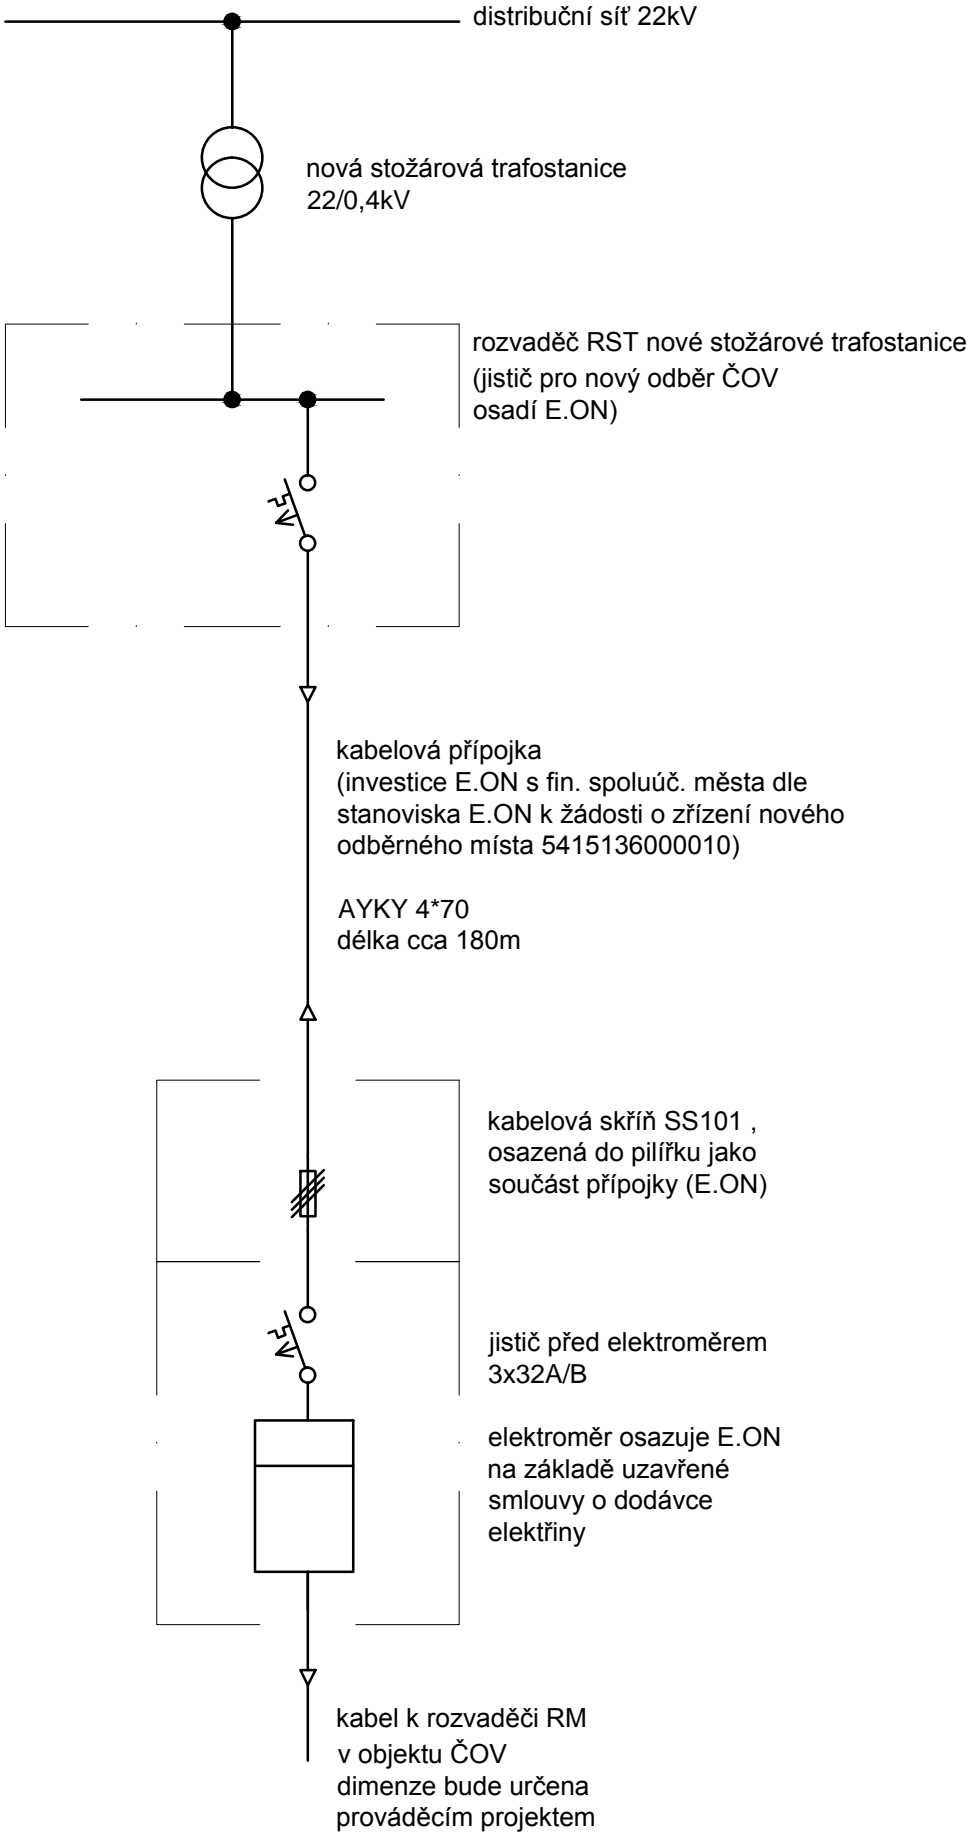 distribuční síť 22kV
nová stožárová trafostanice
22/0,4kV
rozvaděč RST nové stožárové trafostanice
(jistič pro nový odběr ČOV
osadí E.ON)
kabelová přípojka
(investice E.ON s fin. spoluúč. města dle
stanoviska E.ON k žádosti o zřízení nového
odběrného místa 5415136000010)
AYKY 4*70
délka cca 180m
kabelová skříň SS101 ,
osazená do pilířku jako
součást přípojky (E.ON)
jistič před elektroměrem
3x32A/B
elektroměr osazuje E.ON
na základě uzavřené
smlouvy o dodávce
elektřiny
kabel k rozvaděči RM
v objektu ČOV
dimenze bude určena
prováděcím projektem